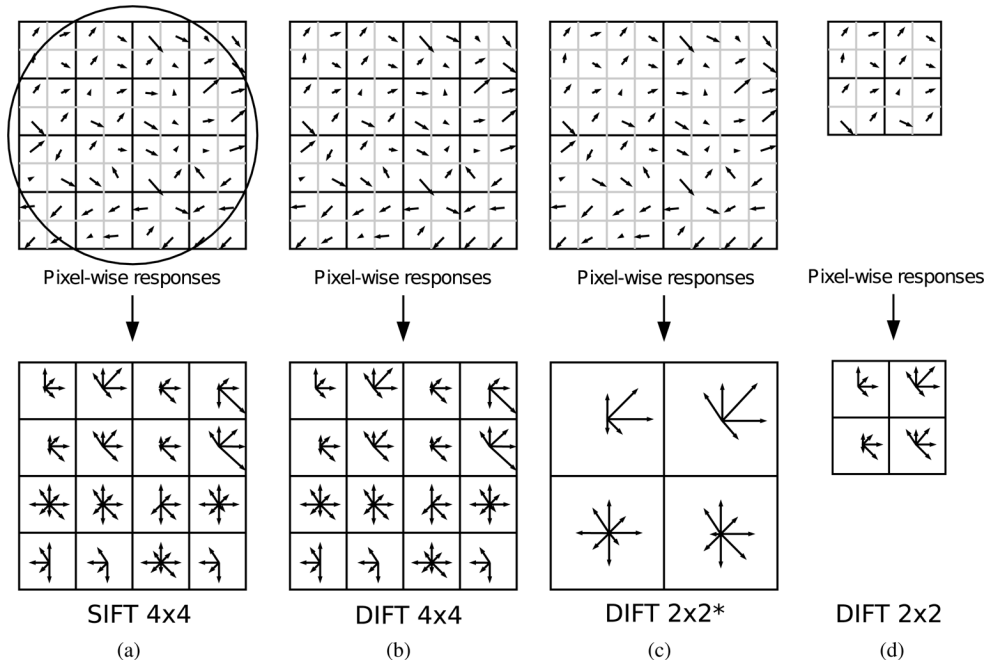 Pixel-wise responses
Pixel-wise responses
Pixel-wise responses
Pixel-wise responses
SIFT 4x4
DIFT 4x4
DIFT 2x2*
DIFT 2x2
(a)
(b)
(c)
(d)